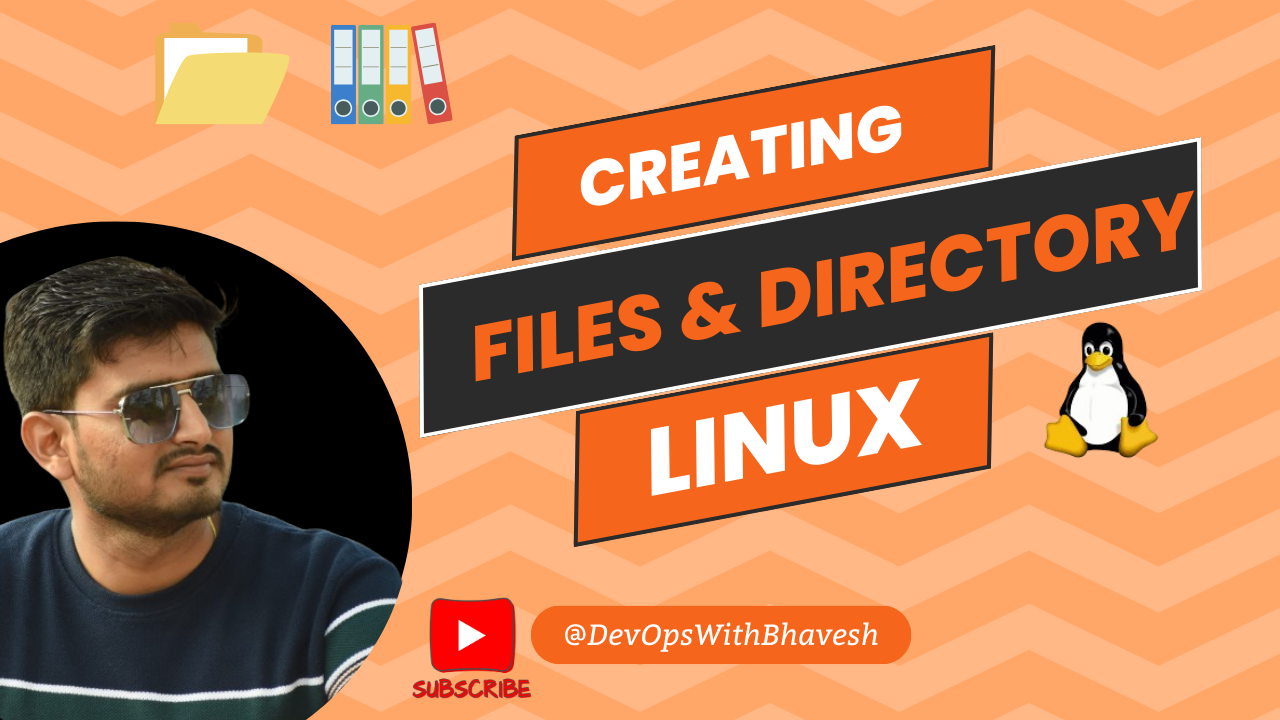 CREATING
FILES & DIRECTORY
LINUX
@DevOpsWithBhavesh
SUBSCRIBE